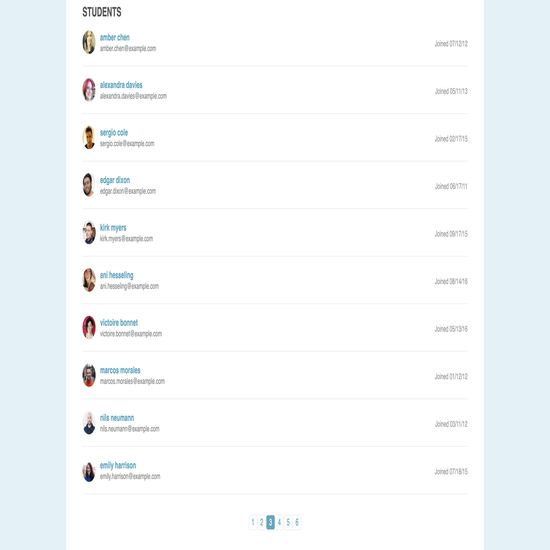 STUDENTS
amber chen
amber.chen@example.com
Joined 07/12/12
alexandra davies
alexandra.davies@example.com
Joined 05/11/13
sergio cole
sergio.cole@example.com
Joined 02/17/15
edgar dixon
edgar.dixon@example.com
Joined 06/17/11
kirk myers
kirk.myers@example.com
Joined 09/17/15
ani hesseling
ani.hesseling@example.com
Joined 08/14/16
victoire bonnet
victoire.bonnet@example.com
Joined 05/13/16
marcos morales
marcos.morales@example.com
Joined 01/12/12
nils neumann
nils.neumann@example.com
Joined 03/11/12
emily harrison
emily.harrison@example.com
Joined 07/18/15
1 2 3 4 5 6